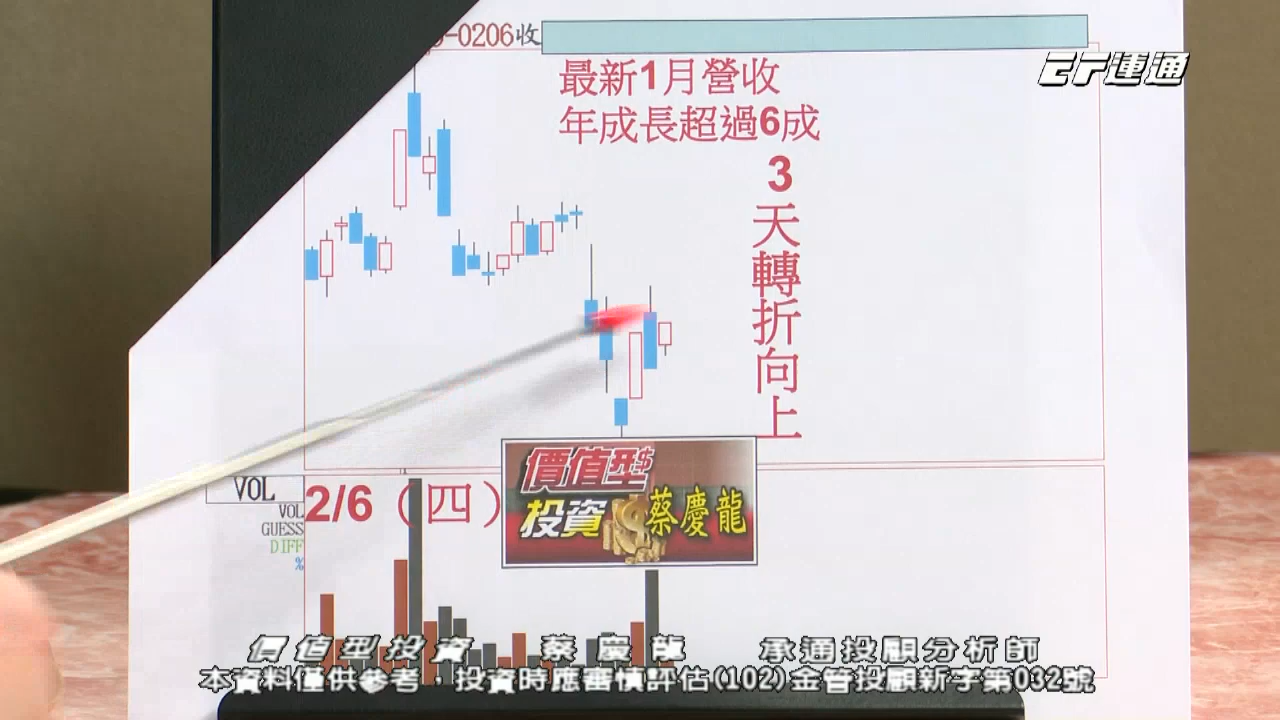 -0206收
ET運通
最新1月營收
年成長超過6成
3
天
轉
折
向
上
VOL
VOL
GUESS
DIFF
%
2/6（四）
價值型$
投資
蔡慶龍
價值型投資 蔡慶龍 承通投顧分析師
本資料僅供參考，投資時應審慎評估(102)金管投顧新字第032號